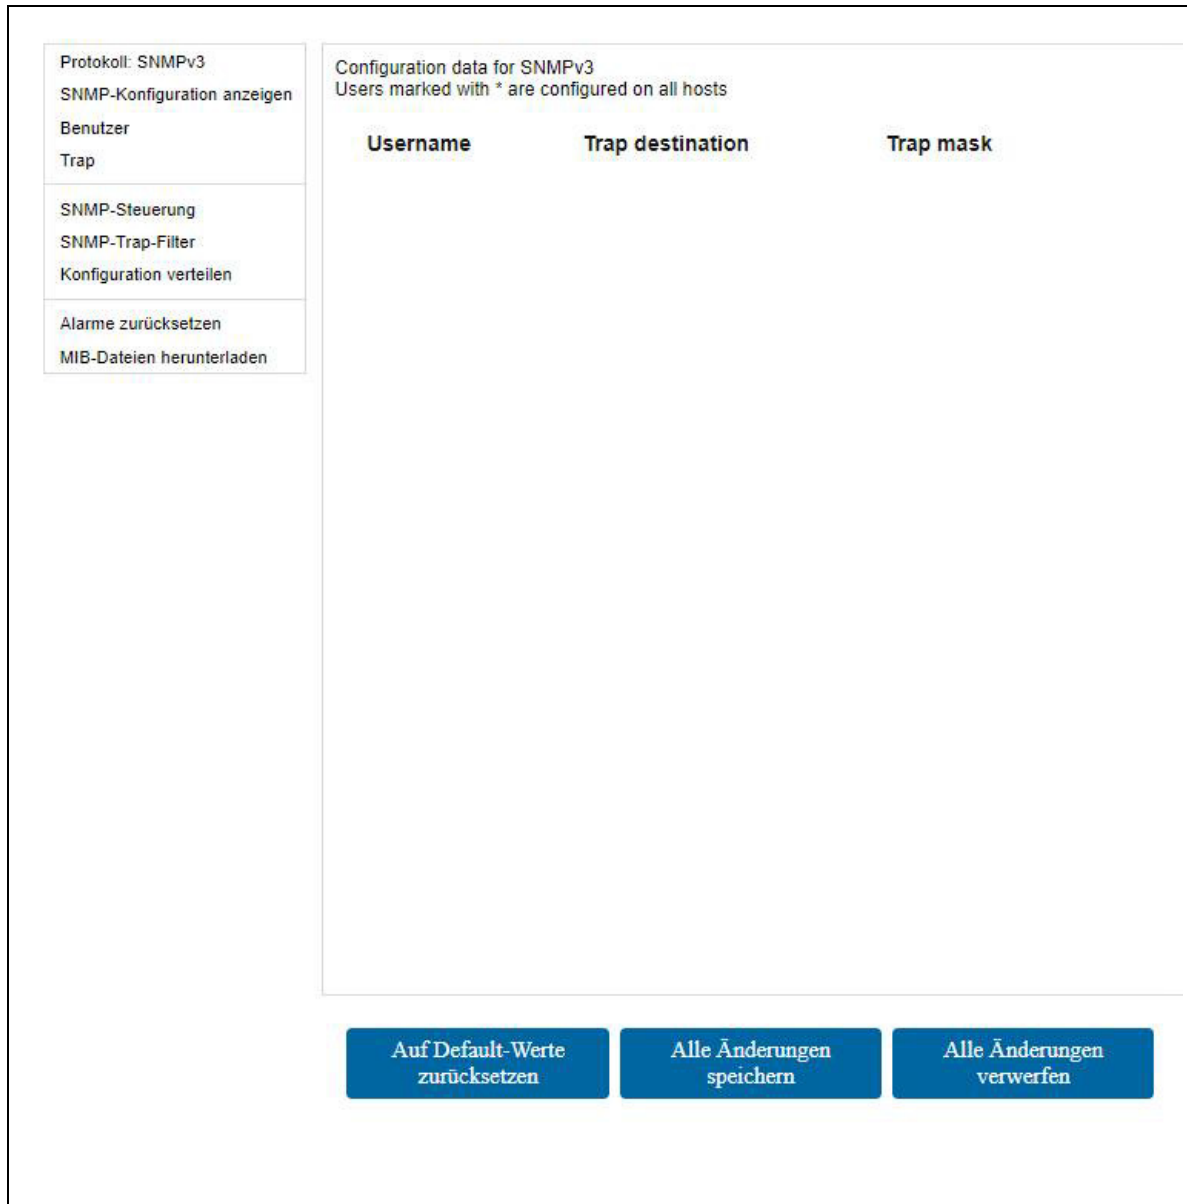 Protokoll: SNMPv3
SNMP-Konfiguration anzeigen
Benutzer
Trap
SNMP-Steuerung
SNMP-Trap-Filter
Konfiguration verteilen
Alarme zurücksetzen
MIB-Dateien herunterladen
Configuration data for SNMPv3
Users marked with * are configured on all hosts
Username Trap destination Trap mask
Auf Default-Werte
zurücksetzen
Alle Änderungen
speichern
Alle Änderungen
verwerfen